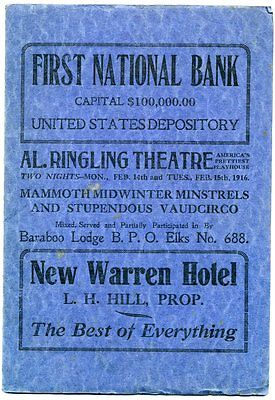 FIRST NATIONAL BANK
CAPITAL $100,000.00
UNITED STATES DEPOSITORY
AL. RINGLING THEATRE AMERICA'S PRETTIEST PLAYHOUSE
TWO NIGHTS—MON., FEB. 14th and TUES., FEB. 15th, 1916.
MAMMOTH MIDWINTER MINSTRELS
AND STUPENDOUS VAUDCIRCO
Mixed, Served and Partially Participated In By
Baraboo Lodge B. P. O. Elks No. 688.
New Warren Hotel
L. H. HILL, PROP.
The Best of Everything